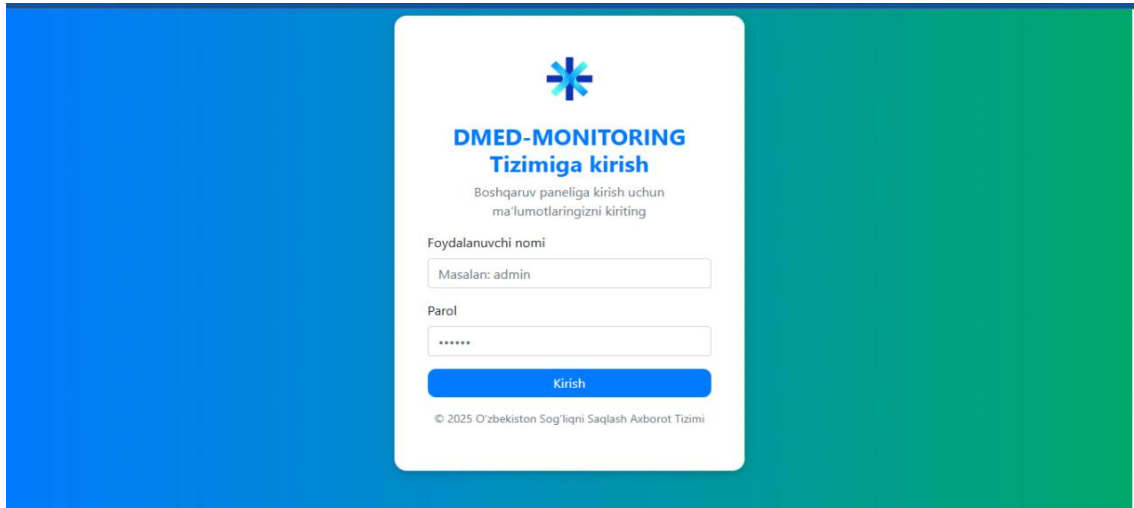 DMED-MONITORING
Tizimiga kirish
Boshqaruv paneliga kirish uchun
ma'lumotlaringizni kiriting
Foydalanuvchi nomi
Masalan: admin
Parol
••••••
Kirish
© 2025 O'zbekiston Sog'liqni Saqlash Axborot Tizimi